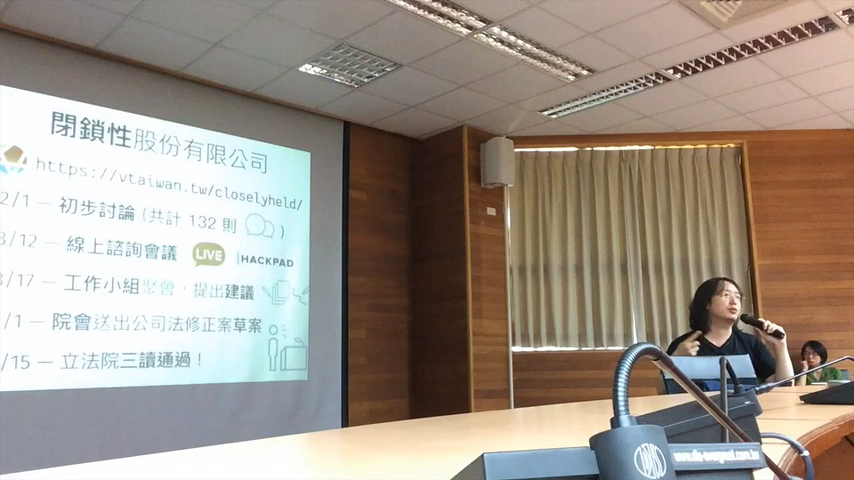 閉鎖性股份有限公司
https://vtaiwan.tw/closelyheld/
2/1 — 初步討論 (共計 132 則 )
3/12 — 線上諮詢會議 LIVE HACKPAD
3/17 — 工作小組聚會，提出建議
/1 — 院會送出公司法修正案草案
/15 — 立法院三讀通過！